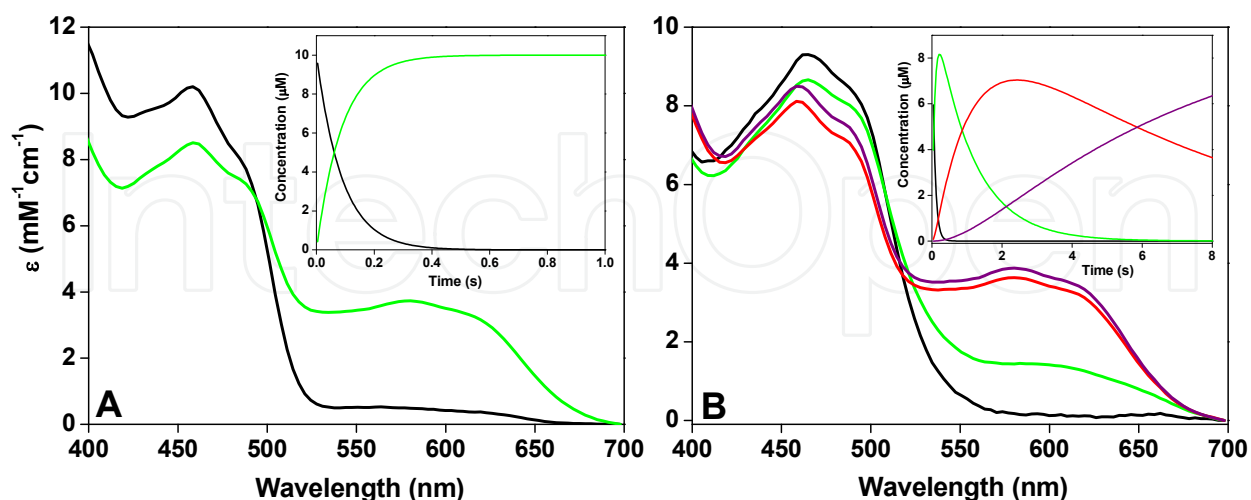 12
10
8
6
4
2
0
ε (mM⁻¹cm⁻¹)
400 450 500 550 600 650 700
Wavelength (nm)
A
10
8
6
4
2
0
Concentration (µM)
0.0 0.2 0.4 0.6 0.8 1.0
Time (s)
10
8
6
4
2
0
400 450 500 550 600 650 700
Wavelength (nm)
B
8
6
4
2
0
Concentration (µM)
0 2 4 6 8
Time (s)
IntechOpen